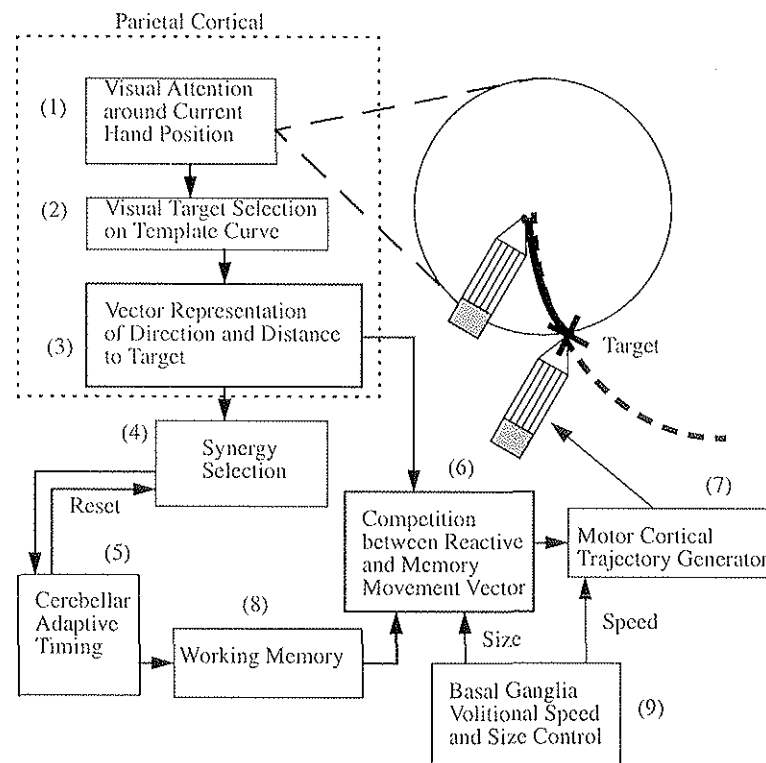 Parietal Cortical
(1)
Visual Attention
around Current
Hand Position
(2)
Visual Target Selection
on Template Curve
(3)
Vector Representation
of Direction and Distance
to Target
Target
(4)
Synergy
Selection
Reset
(5)
Cerebellar
Adaptive
Timing
(8)
Working Memory
(6)
Competition
between Reactive
and Memory
Movement Vector
(7)
Motor Cortical
Trajectory Generator
Size
Speed
Basal Ganglia
Volitional Speed
and Size Control
(9)